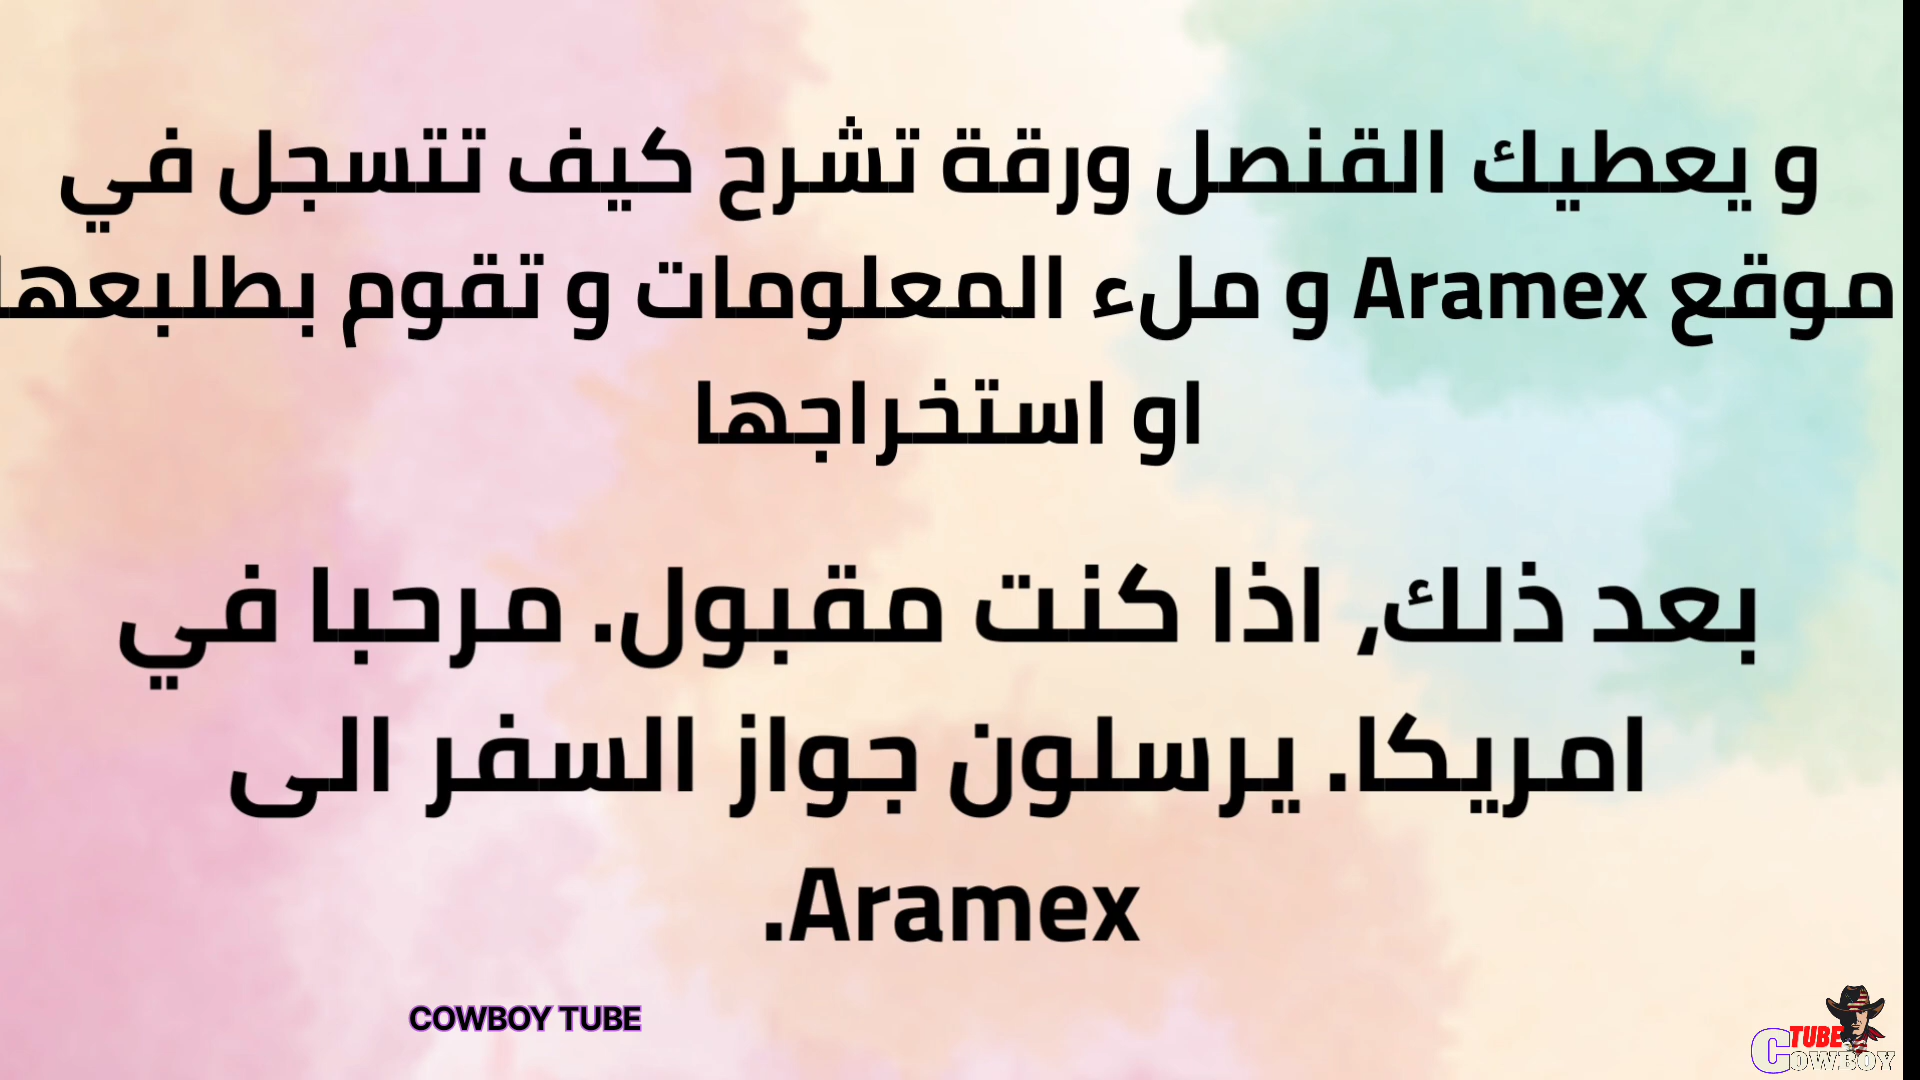 و يعطيك القنصل ورقة تشرح كيف تتسجل في
موقع Aramex و ملء المعلومات و تقوم بطلبعها
او استخراجها
بعد ذلك، اذا كنت مقبول. مرحبا في
امريكا. يرسلون جواز السفر الى
Aramex.
COWBOY TUBE
TUBE
COWBOY